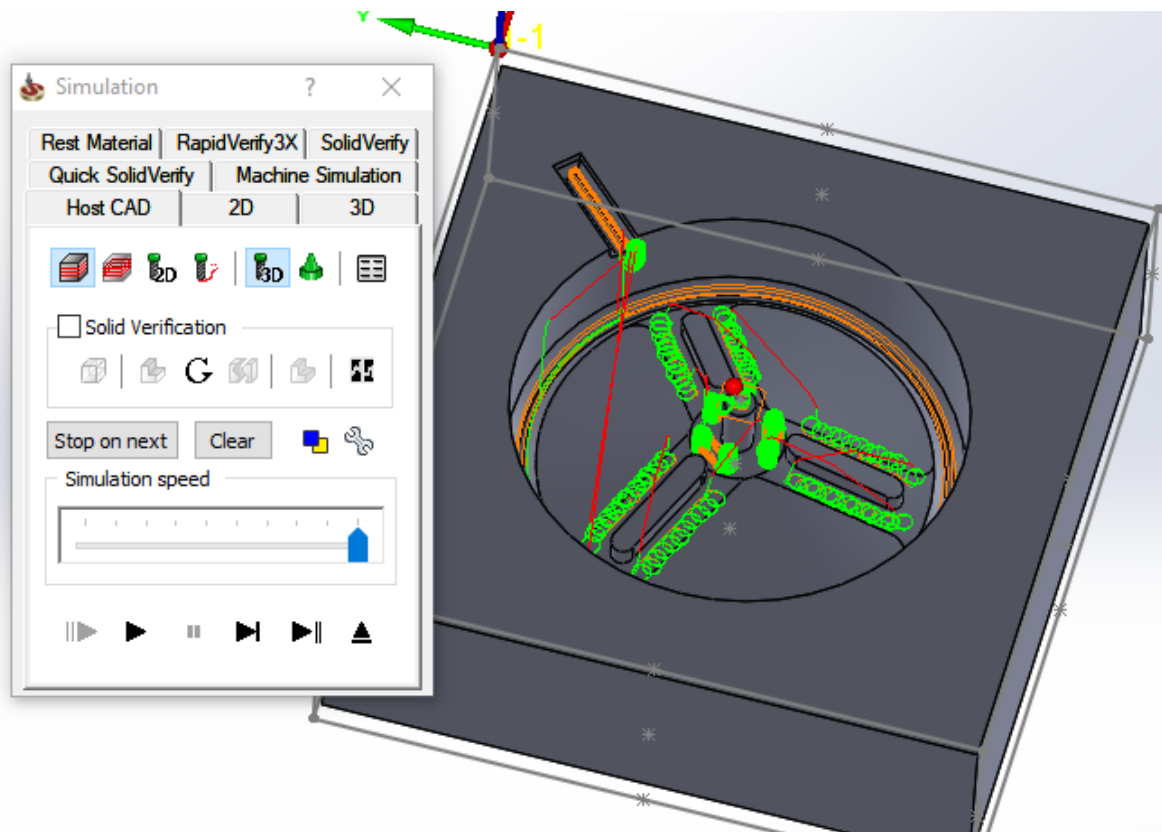 Y
-1
Simulation ?
Rest Material RapidVerify3X SolidVerify
Quick SolidVerify Machine Simulation
Host CAD 2D 3D
2D 3D
Solid Verification
Stop on next Clear
Simulation speed